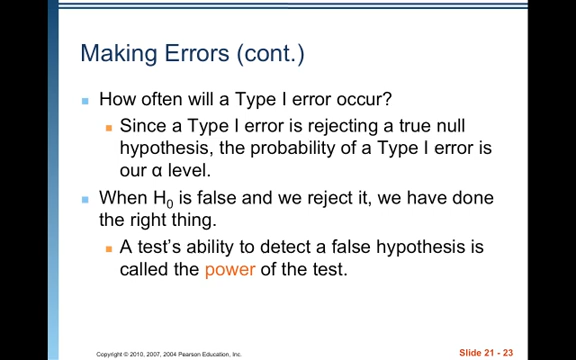 Making Errors (cont.)
How often will a Type I error occur?
Since a Type I error is rejecting a true null
hypothesis, the probability of a Type I error is
our α level.
When H₀ is false and we reject it, we have done
the right thing.
A test's ability to detect a false hypothesis is
called the power of the test.
Copyright © 2010, 2007, 2004 Pearson Education, Inc.
Slide 21 - 23